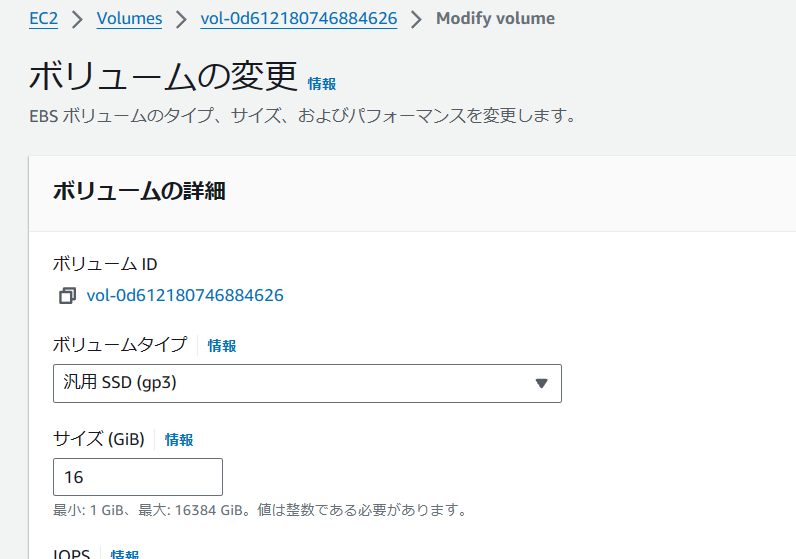 EC2 > Volumes > vol-0d612180746884626 > Modify volume
ボリュームの変更 情報
EBS ボリュームのタイプ、サイズ、およびパフォーマンスを変更します。
ボリュームの詳細
ボリューム ID
vol-0d612180746884626
ボリュームタイプ 情報
汎用 SSD (gp3)
サイズ (GiB) 情報
16
最小: 1 GiB、最大: 16384 GiB。値は整数である必要があります。
IOPS 情報